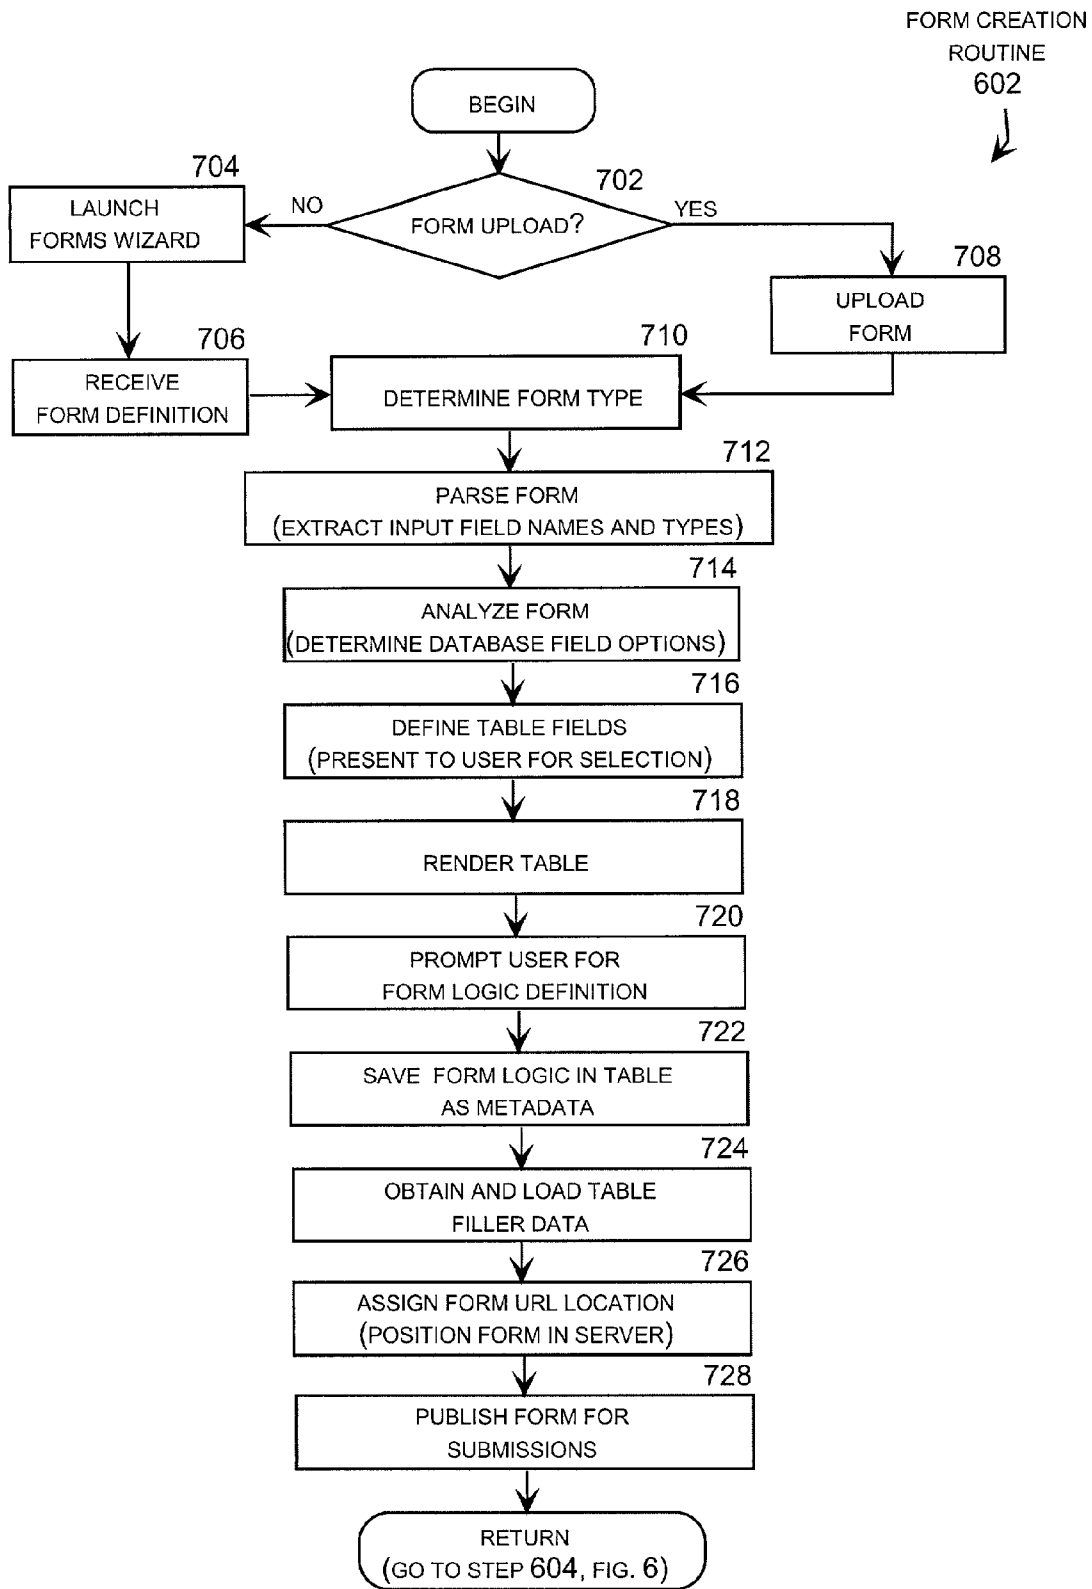 FORM CREATION
ROUTINE
602
BEGIN
702
FORM UPLOAD?
NO
YES
704
LAUNCH
FORMS WIZARD
708
UPLOAD
FORM
706
RECEIVE
FORM DEFINITION
710
DETERMINE FORM TYPE
712
PARSE FORM
(EXTRACT INPUT FIELD NAMES AND TYPES)
714
ANALYZE FORM
(DETERMINE DATABASE FIELD OPTIONS)
716
DEFINE TABLE FIELDS
(PRESENT TO USER FOR SELECTION)
718
RENDER TABLE
720
PROMPT USER FOR
FORM LOGIC DEFINITION
722
SAVE FORM LOGIC IN TABLE
AS METADATA
724
OBTAIN AND LOAD TABLE
FILLER DATA
726
ASSIGN FORM URL LOCATION
(POSITION FORM IN SERVER)
728
PUBLISH FORM FOR
SUBMISSIONS
RETURN
(GO TO STEP 604, FIG. 6)